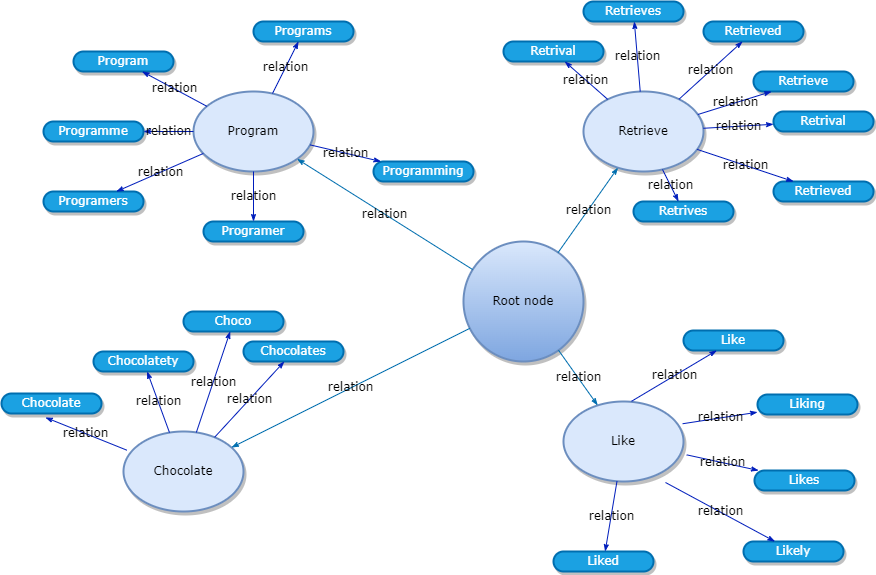 Retrieves
Programs
Retrieved
relation
Retrival
Program
relation
relation
relation
relation
Retrieve
relation
relation
Programme
relation
Program
Retrieve
relation
Retrival
relation
relation
relation
Programming
relation
Retrieved
Programers
relation
relation
Retrives
relation
relation
Programer
Root node
Choco
Like
Chocolatety
Chocolates
relation
relation
relation
relation
Chocolate
relation
relation
Liking
relation
relation
Chocolate
Like
relation
Likes
relation
relation
Likely
Liked